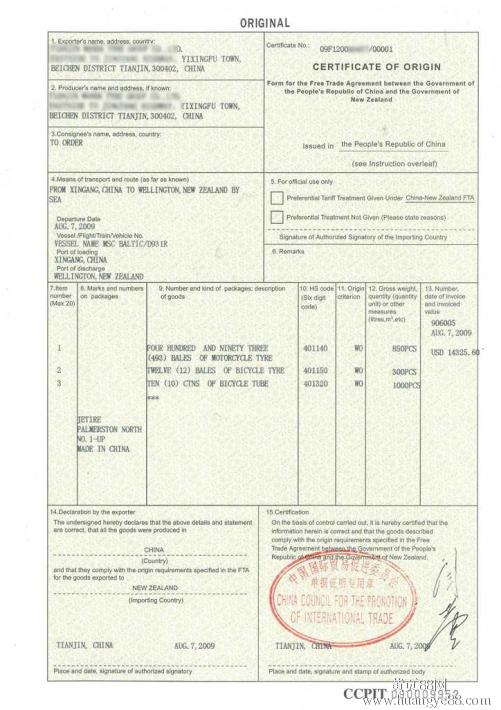 ORIGINAL
1. Exporter's name, address, country:
YIXINGFU TOWN,
BEICHEN DISTRICT TIANJIN,300402, CHINA
Certificate No.: 09F1200 /00001
CERTIFICATE OF ORIGIN
Form for the Free Trade Agreement between the Government of
the People's Republic of China and the Government of
New Zealand
2. Producer's name and address, if known:
YIXINGFU TOWN,
BEICHEN DISTRICT TIANJIN,300402, CHINA
3.Consignee's name, address, country:
TO ORDER
Issued in the People's Republic of China
(see Instruction overleaf)
4.Means of transport and route (as far as known)
FROM XINGANG, CHINA TO WELLINGTON, NEW ZEALAND BY
SEA
Departure Date
AUG. 7, 2009
Vessel /Flight/Train/Vehicle No.
VESSEL NAME MSC BALTIC/D931R
Port of loading
XINGANG, CHINA
Port of discharge
WELLINGTON, NEW ZEALAND
5. For official use only
Preferential Tariff Treatment Given Under China-New Zealand FTA
Preferential Treatment Not Given (Please state reasons)
Signature of Authorized Signatory of the Importing Country
6. Remarks
7.Item
number
(Max 20)
8. Marks and numbers
on packages
9. Number and kind of packages; description
of goods
10. HS code
(Six digit
code)
11. Origin
criterion
12. Gross weight,
quantity (quantity
unit) or other
measures
(litres,m³,etc)
13. Number,
date of invoice
and invoiced
value
906005
AUG. 7, 2009
1 FOUR HUNDRED AND NINETY THREE 401140 WO 850PCS USD 14325.60
(493) BALES OF MOTORCYCLE TYRE
2 TWELVE (12) BALES OF BICYCLE TYRE 401150 WO 300PCS
3 TEN (10) CTNS OF BICYCLE TUBE 401320 WO 1000PCS
***
JETIRE
PALMERSTON NORTH
NO. 1-UP
MADE IN CHINA
14.Declaration by the exporter
The undersigned hereby declares that the above details and statement
are correct, that all the goods were produced in
CHINA
(Country)
and that they comply with the origin requirements specified in the FTA
for the goods exported to
NEW ZEALAND
(Importing Country)
TIANJIN, CHINA AUG. 7, 2009
Place and date, signature of authorized signatory
15.Certification
On the basis of control carried out, it is hereby certified that the
information herein is correct and that the goods described
comply with the origin requirements specified in the Free
Trade Agreement between the Government of the People's
Republic of China and the Government of New Zealand.
中国国际贸易促进委员会
单据证明专用章
CHINA COUNCIL FOR THE PROMOTION
OF INTERNATIONAL TRADE
TIANJIN, CHINA AUG. 7, 2009
Place and date, signature and stamp of authorized body
CCPIT 090009952
www.huangye88.com